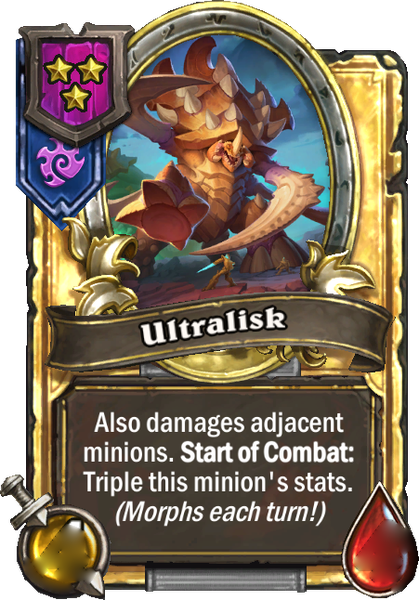 Ultralisk
Also damages adjacent
minions. Start of Combat:
Triple this minion's stats.
(Morphs each turn!)